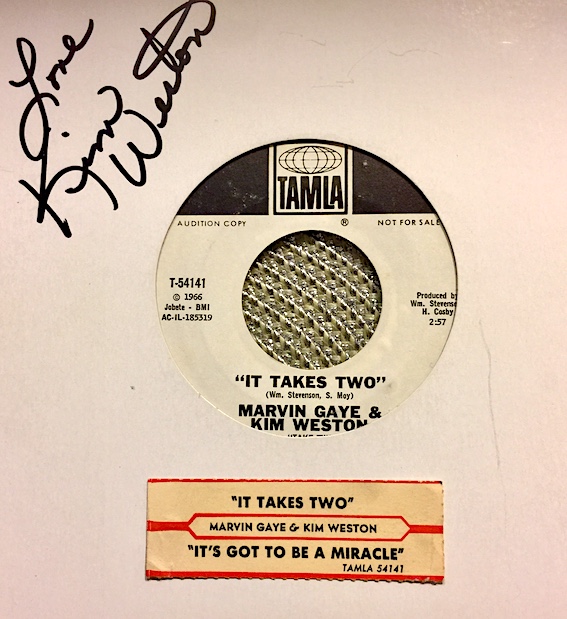 Love
Kim Weston
TAMLA
AUDITION COPY ® NOT FOR SALE
T-54141
© 1966
Jobete - BMI
AC-IL-185319
Produced by
Wm. Stevenso
H. Cosby
2:57
"IT TAKES TWO"
(Wm. Stevenson, S. Moy)
MARVIN GAYE &
KIM WESTON
"TAKE T
"IT TAKES TWO"
MARVIN GAYE & KIM WESTON
"IT'S GOT TO BE A MIRACLE"
TAMLA 54141